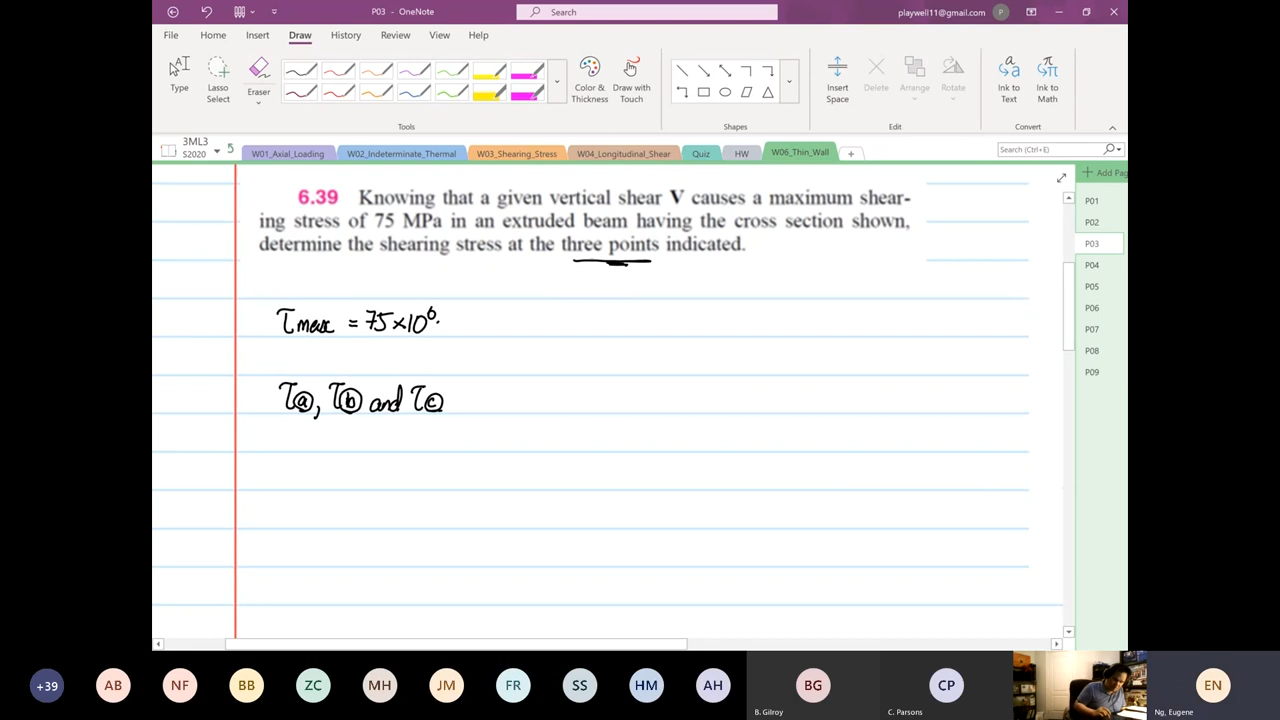 P03 - OneNote
Search
playwell11@gmail.com
P
File
Home
Insert
Draw
History
Review
View
Help
Type
Lasso Select
Eraser
Color & Thickness
Draw with Touch
Insert Space
Delete
Arrange
Rotate
Ink to Text
Ink to Math
Tools
Shapes
Edit
Convert
3ML3 S2020
5
W01_Axial_Loading
W02_Indeterminate_Thermal
W03_Shearing_Stress
W04_Longitudinal_Shear
Quiz
HW
W06_Thin_Wall
Search (Ctrl+E)
Add Pag
6.39 Knowing that a given vertical shear V causes a maximum shear-
ing stress of 75 MPa in an extruded beam having the cross section shown,
determine the shearing stress at the three points indicated.
τmax = 75×10⁶.
τⓐ, τⓑ and τⓒ
P01
P02
P03
P04
P05
P06
P07
P08
P09
+39
AB
NF
BB
ZC
MH
JM
FR
SS
HM
AH
BG
B. Gilroy
CP
C. Parsons
EN
Ng, Eugene